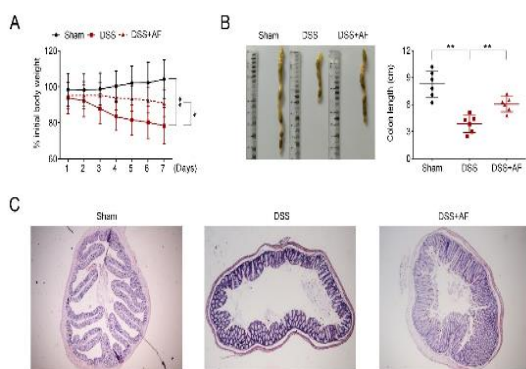 A
Sham DSS DSS+AF
% initial body weight
120
100
80
60
1 2 3 4 5 6 7 (Days)
**
*
B
Sham DSS DSS+AF
Colon length (cm)
12
9
6
3
0
** **
Sham DSS DSS+AF
C
Sham DSS DSS+AF